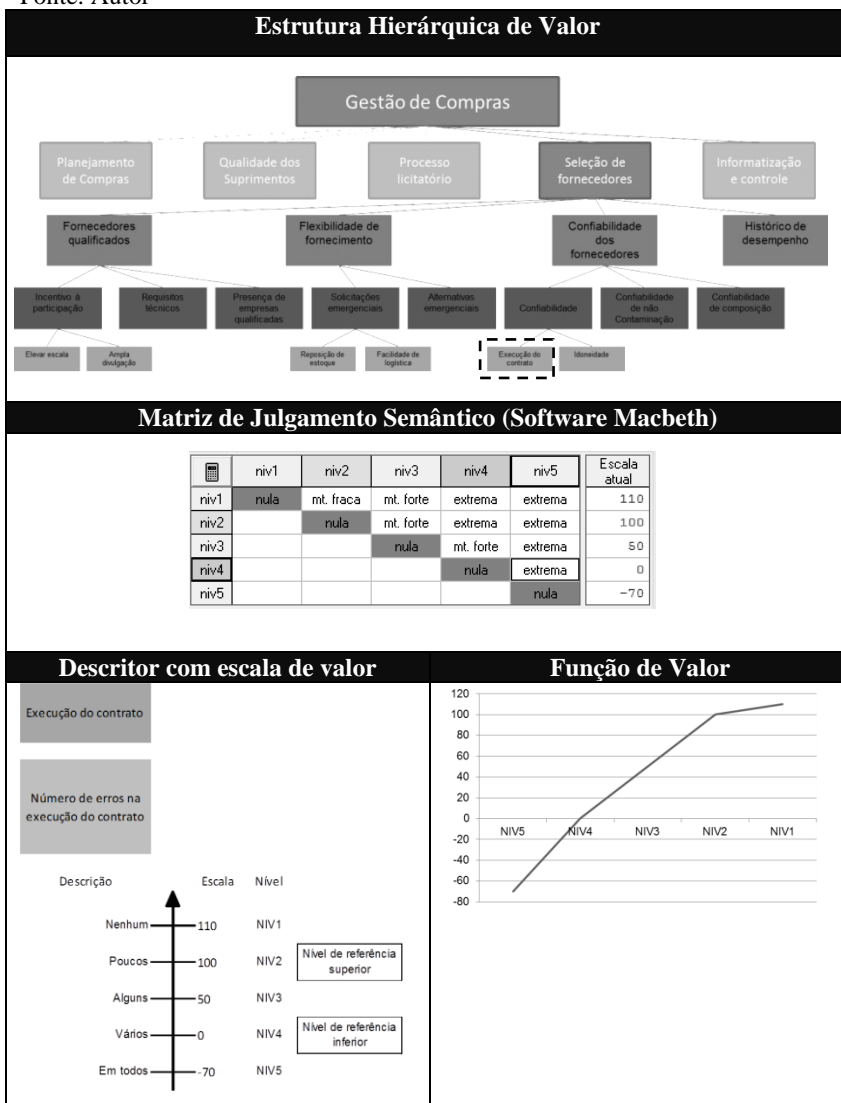 Fonte: Autor
Estrutura Hierárquica de Valor
Gestão de Compras
Planejamento
de Compras
Qualidade dos
Suprimentos
Processo
licitatório
Seleção de
fornecedores
Informatização
e controle
Fornecedores
qualificados
Flexibilidade de
fornecimento
Confiabilidade
dos
fornecedores
Histórico de
desempenho
Incentivo à
participação
Requisitos
técnicos
Presença de
empresas
qualificadas
Solicitações
emergenciais
Alternativas
emergenciais
Confiabilidade
Confiabilidade
de não
Contaminação
Confiabilidade
de composição
Elevar escala
Ampla
divulgação
Reposição de
estoque
Facilidade de
logística
Execução do
contrato
Idoneidade
Matriz de Julgamento Semântico (Software Macbeth)
niv1 niv2 niv3 niv4 niv5 Escala
atual
niv1 nula mt. fraca mt. forte extrema extrema 110
niv2 nula mt. forte extrema extrema 100
niv3 nula mt. forte extrema 50
niv4 nula extrema 0
niv5 nula -70
Descritor com escala de valor
Execução do contrato
Número de erros na
execução do contrato
Descrição Escala Nível
Nenhum 110 NIV1
Poucos 100 NIV2 Nível de referência
superior
Alguns 50 NIV3
Vários 0 NIV4 Nível de referência
inferior
Em todos -70 NIV5
Função de Valor
120
100
80
60
40
20
0
-20
-40
-60
-80
NIV5 NIV4 NIV3 NIV2 NIV1